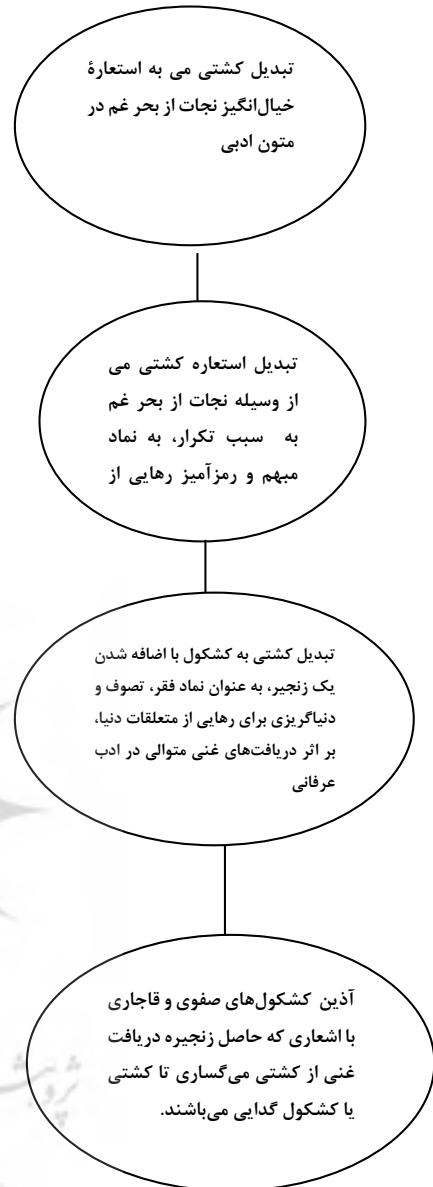 تبدیل کشتی می به استعارهٔ
خیال‌انگیز نجات از بحر غم در
متون ادبی
تبدیل استعاره کشتی می
از وسیله نجات از بحر غم
به سبب تکرار، به نماد
مبهم و رمزآمیز رهایی از
تبدیل کشتی به کشکول با اضافه شدن
یک زنجیر، به عنوان نماد فقر، تصوف و
دنیاگریزی برای رهایی از متعلقات دنیا،
بر اثر دریافت‌های غنی متوالی در ادب
عرفانی
آذین کشکول‌های صفوی و قاجاری
با اشعاری که حاصل زنجیره دریافت
غنی از کشتی می‌گساری تا کشتی
یا کشکول گدایی می‌باشند.